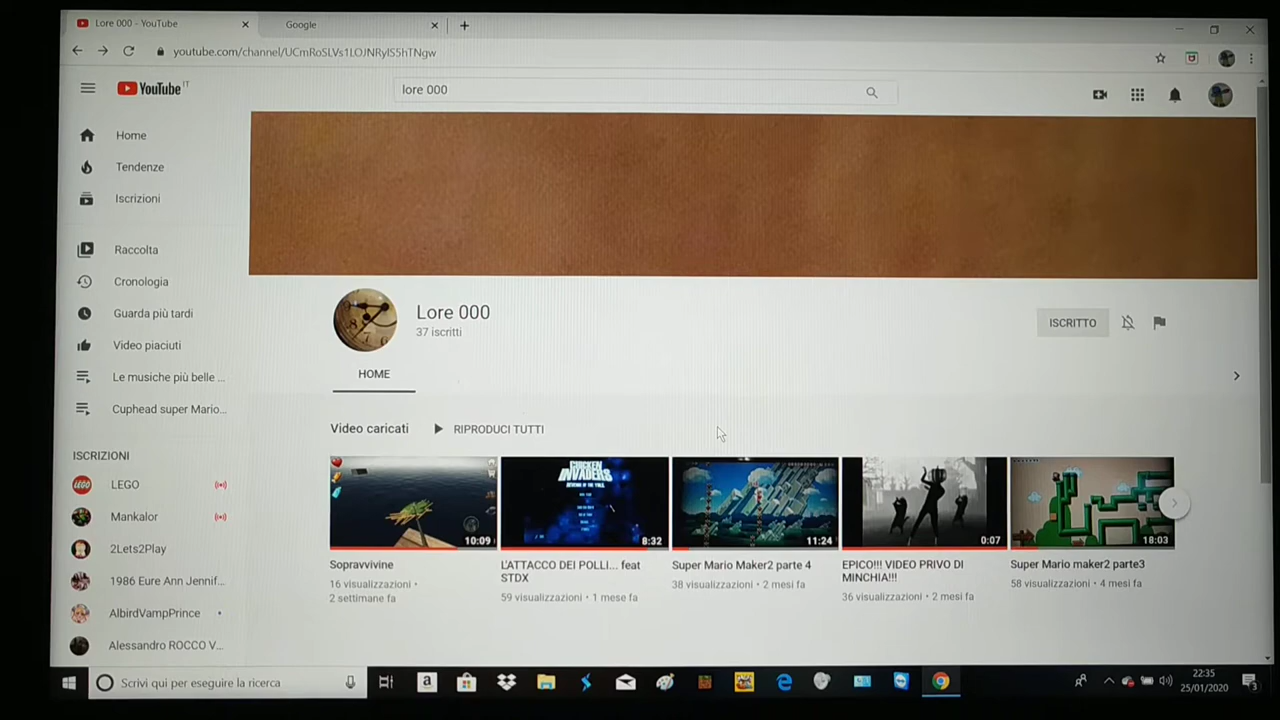 Lore 000 - YouTube
Google
youtube.com/channel/UCmRoSLVs1LOJNRyIS5hTNgw
YouTube IT
lore 000
Home
Tendenze
Iscrizioni
Raccolta
Cronologia
Guarda più tardi
Video piaciuti
Le musiche più belle ...
Cuphead super Mario...
ISCRIZIONI
LEGO
Mankalor
2Lets2Play
1986 Eure Ann Jennif...
AlbirdVampPrince
Alessandro ROCCO V...
Lore 000
37 iscritti
ISCRITTO
HOME
Video caricati
RIPRODUCI TUTTI
10:09
CHICKEN
INVADERS
8:32
11:24
0:07
18:03
Sopravvivine
16 visualizzazioni •
2 settimane fa
L'ATTACCO DEI POLLI... feat
STDX
59 visualizzazioni • 1 mese fa
Super Mario Maker2 parte 4
38 visualizzazioni • 2 mesi fa
EPICO!!! VIDEO PRIVO DI
MINCHIA!!!
36 visualizzazioni • 2 mesi fa
Super Mario maker2 parte3
58 visualizzazioni • 4 mesi fa
Scrivi qui per eseguire la ricerca
22:35
25/01/2020
3